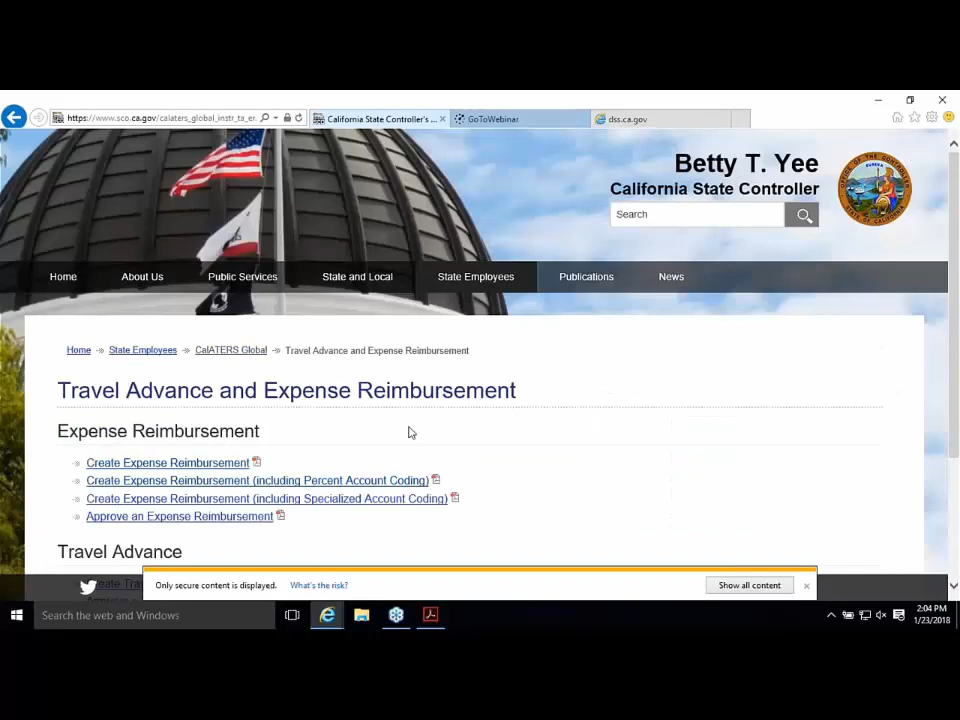 https://www.sco.ca.gov/calaters_global_instr_ta_er.
California State Controller's ...
GoToWebinar
dss.ca.gov
Betty T. Yee
California State Controller
Search
Home About Us Public Services State and Local State Employees Publications News
Home State Employees CalATERS Global Travel Advance and Expense Reimbursement
Travel Advance and Expense Reimbursement
Expense Reimbursement
Create Expense Reimbursement
Create Expense Reimbursement (including Percent Account Coding)
Create Expense Reimbursement (including Specialized Account Coding)
Approve an Expense Reimbursement
Travel Advance
Only secure content is displayed. What's the risk? Show all content
Search the web and Windows
2:04 PM
1/23/2018